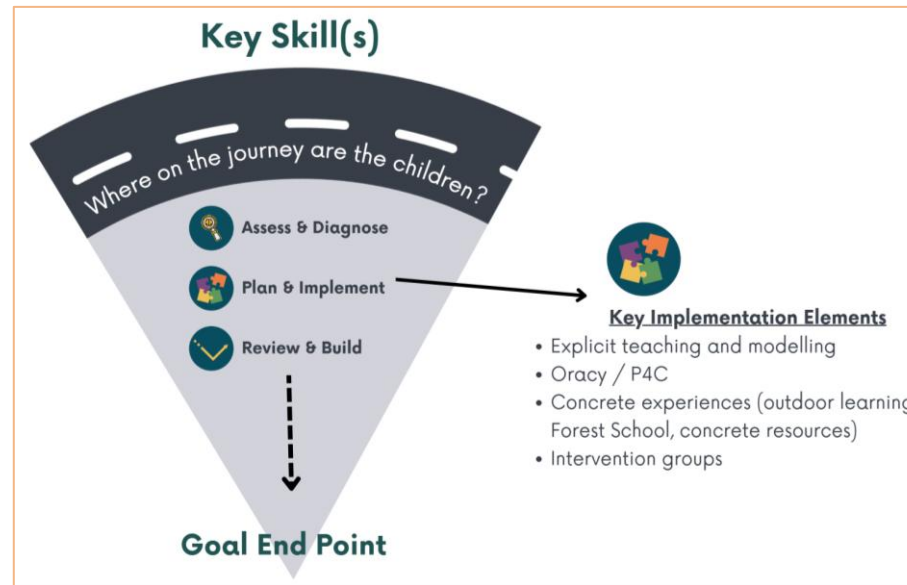 Key Skill(s)
Where on the journey are the children?
Assess & Diagnose
Plan & Implement
Review & Build
Goal End Point
Key Implementation Elements
• Explicit teaching and modelling
• Oracy / P4C
• Concrete experiences (outdoor learning
Forest School, concrete resources)
• Intervention groups